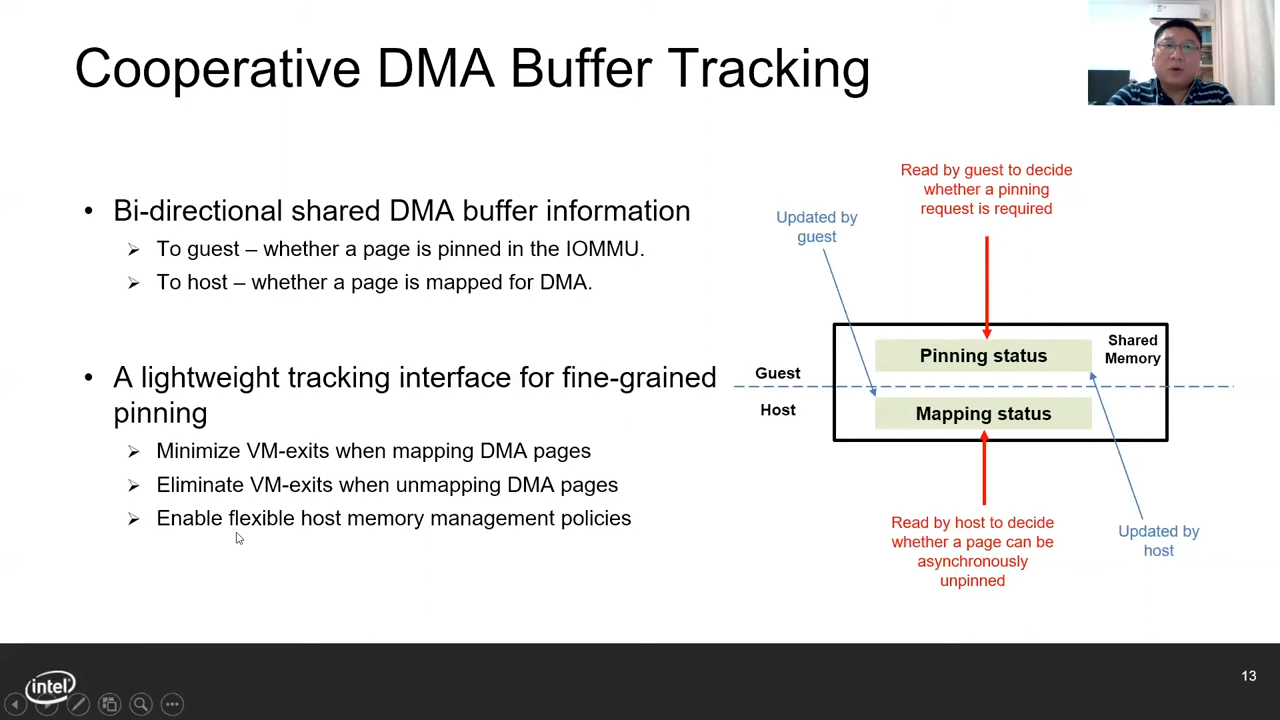 Cooperative DMA Buffer Tracking
• Bi-directional shared DMA buffer information
➢ To guest – whether a page is pinned in the IOMMU.
➢ To host – whether a page is mapped for DMA.
• A lightweight tracking interface for fine-grained
pinning
➢ Minimize VM-exits when mapping DMA pages
➢ Eliminate VM-exits when unmapping DMA pages
➢ Enable flexible host memory management policies
Read by guest to decide
whether a pinning
request is required
Updated by
guest
Shared
Memory
Pinning status
Guest
Host
Mapping status
Read by host to decide
whether a page can be
asynchronously
unpinned
Updated by
host
intel
13